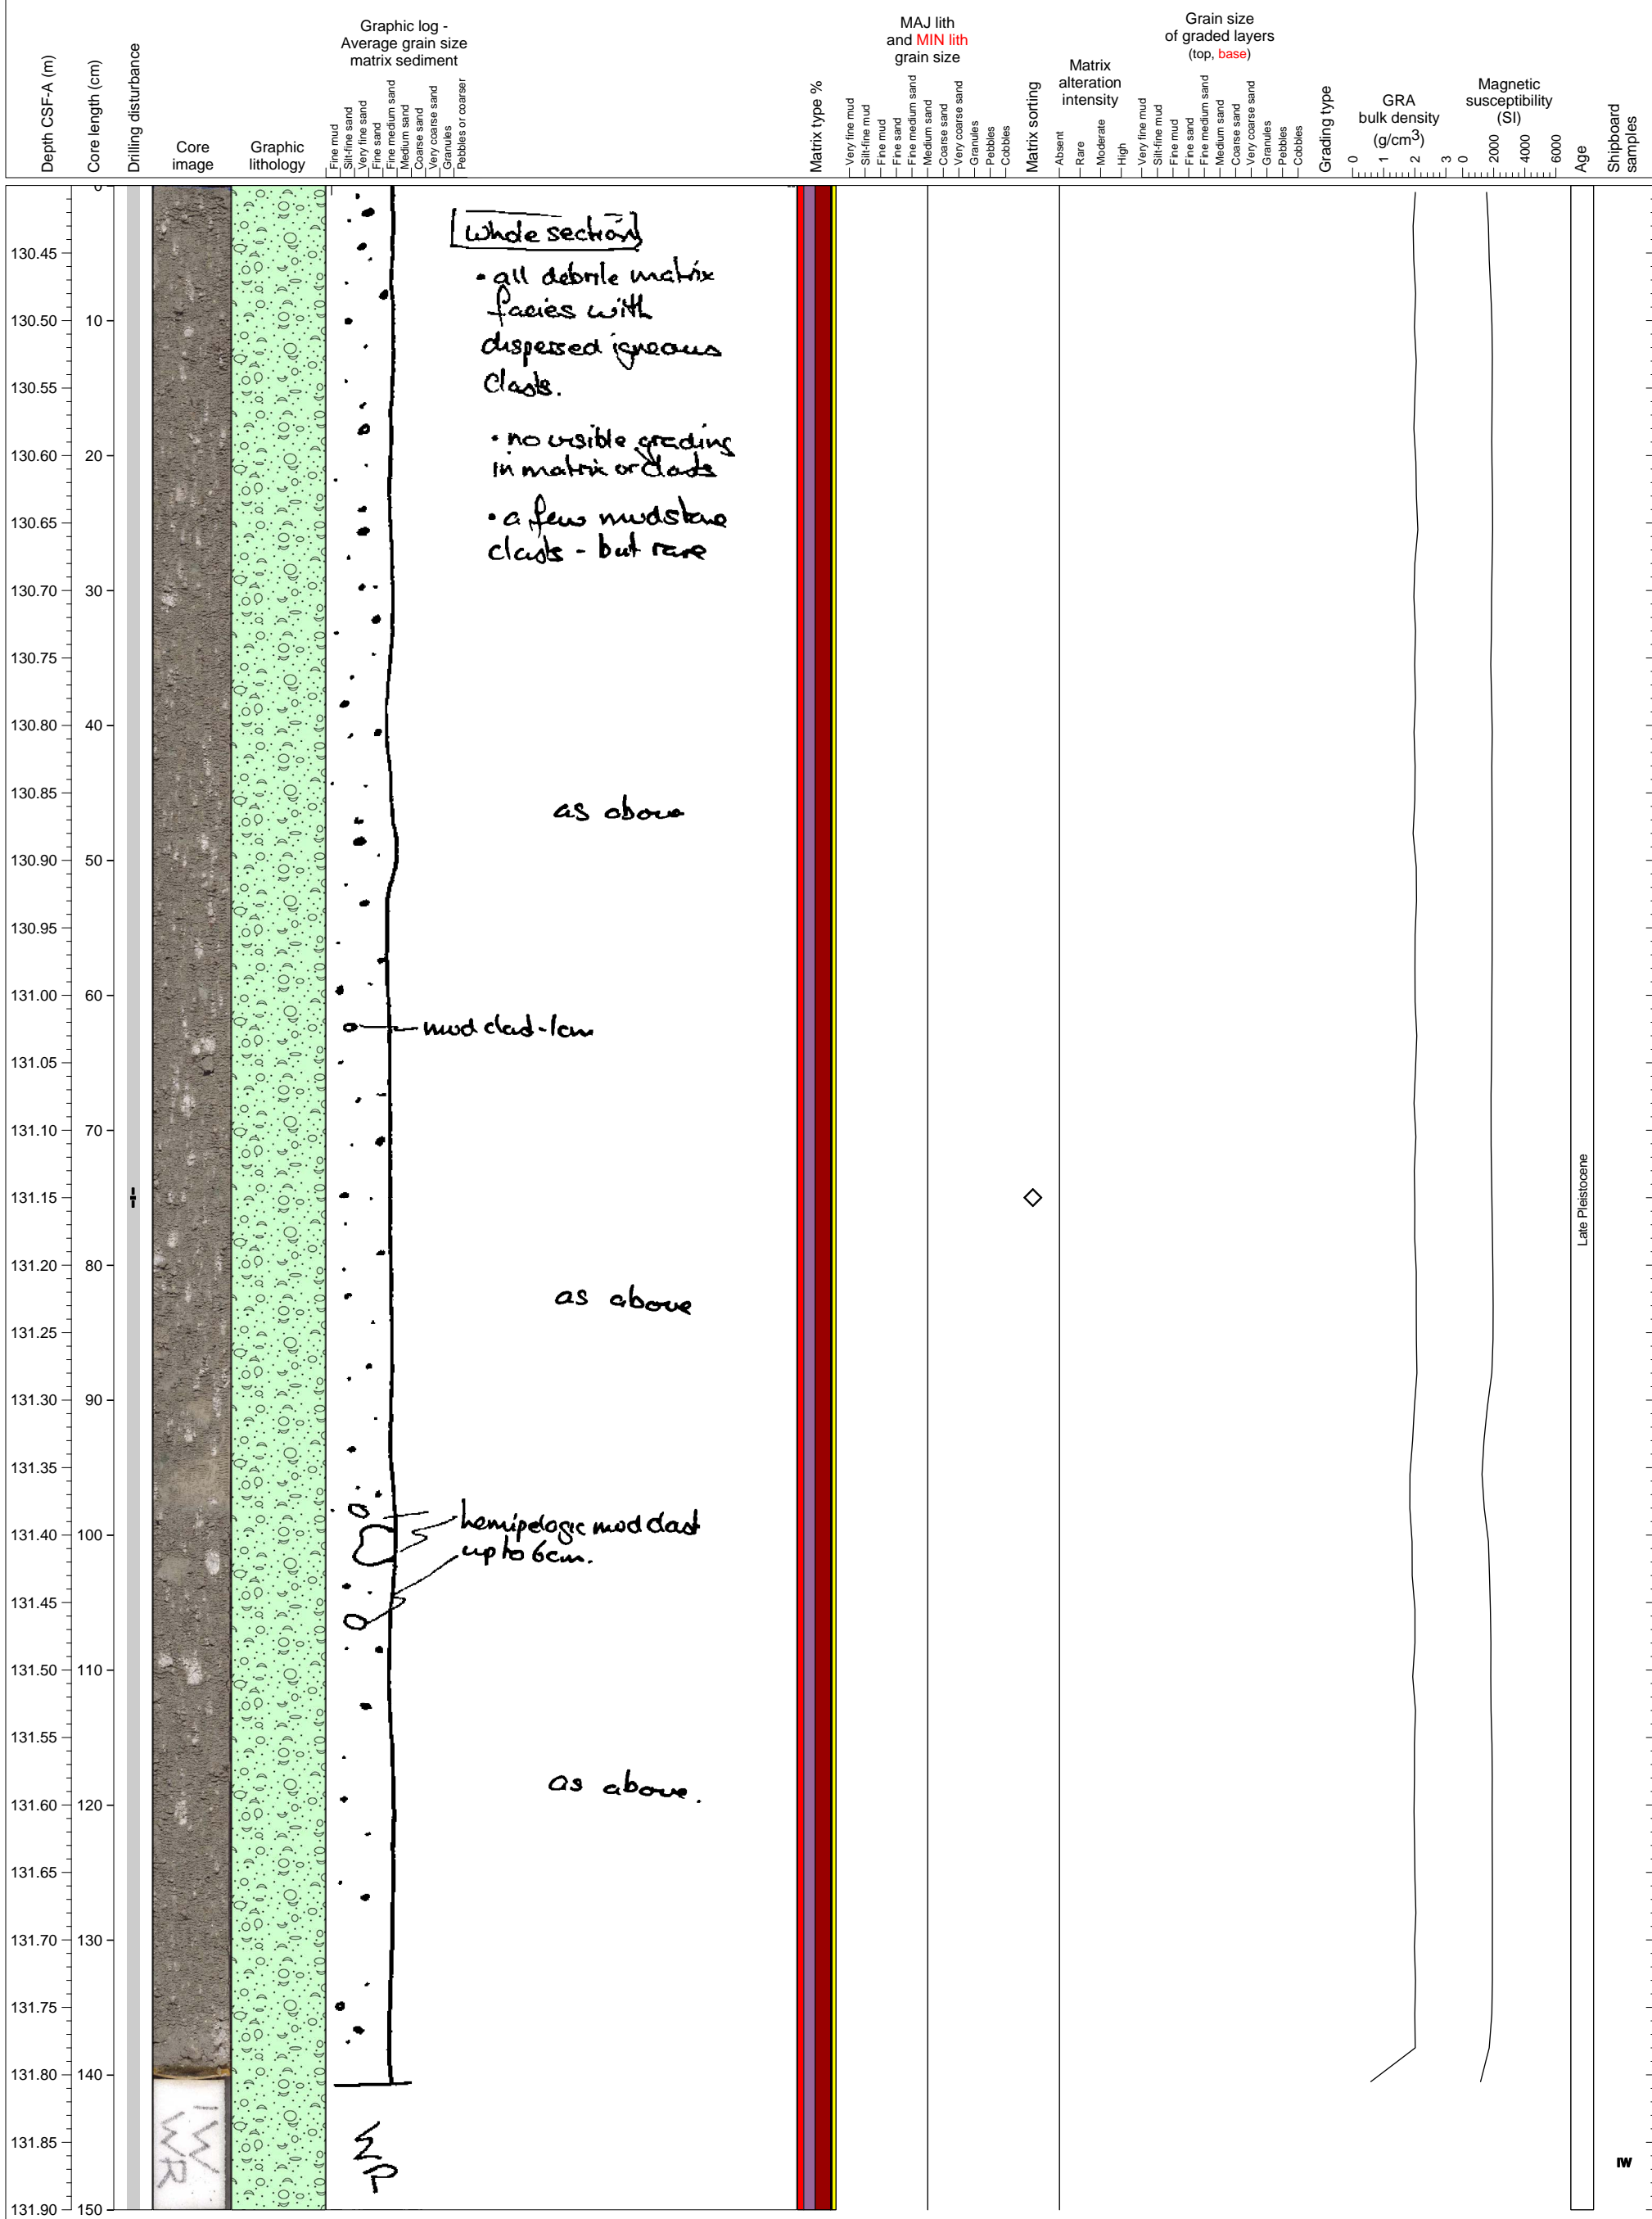 Depth CSF-A (m)
Core length (cm)
Drilling disturbance
Core
image
Graphic
lithology
Graphic log -
Average grain size
matrix sediment
Fine mud
Silt-fine sand
Very fine sand
Fine sand
Fine medium sand
Medium sand
Coarse sand
Very coarse sand
Granules
Pebbles or coarser
Matrix type %
MAJ lith
and MIN lith
grain size
Very fine mud
Silt-fine mud
Fine mud
Fine sand
Fine medium sand
Medium sand
Coarse sand
Very coarse sand
Granules
Pebbles
Cobbles
Matrix sorting
Matrix
alteration
intensity
Absent
Rare
Moderate
High
Grain size
of graded layers
(top, base)
Very fine mud
Silt-fine mud
Fine mud
Fine sand
Fine medium sand
Medium sand
Coarse sand
Very coarse sand
Granules
Pebbles
Cobbles
Grading type
GRA
bulk density
(g/cm3)
0 1 2 3
Magnetic
susceptibility
(SI)
0 2000 4000 6000
Age
Shipboard
samples
0
130.45
130.50 10
130.55
130.60 20
130.65
130.70 30
130.75
130.80 40
130.85
130.90 50
130.95
131.00 60
131.05
131.10 70
131.15
131.20 80
131.25
131.30 90
131.35
131.40 100
131.45
131.50 110
131.55
131.60 120
131.65
131.70 130
131.75
131.80 140
131.85
131.90 150
Whole section
• all debrite matrix
facies with
dispersed igneous
clasts.
• no visible grading
in matrix or clasts
• a few mudstone
clasts - but rare
as above
mud clast - 1cm
as above
hemipelagic mud clast
up to 6cm.
as above.
WR
IW
WR
Late Pleistocene
IW